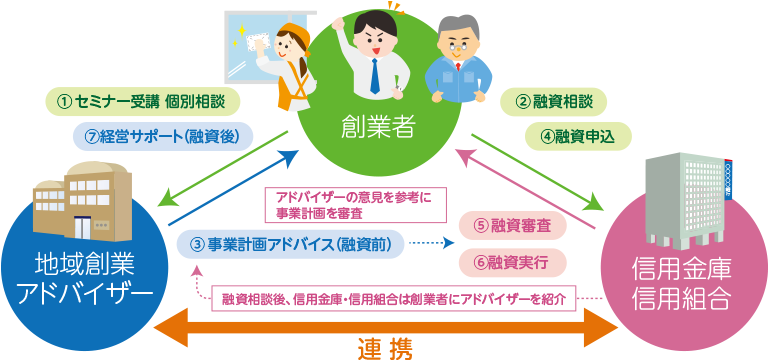 創業者
①セミナー受講 個別相談
⑦経営サポート(融資後)
②融資相談
④融資申込
アドバイザーの意見を参考に
事業計画を審査
③事業計画アドバイス(融資前)
⑤融資審査
⑥融資実行
地域創業
アドバイザー
信用金庫
信用組合
融資相談後、信用金庫・信用組合は創業者にアドバイザーを紹介
連携